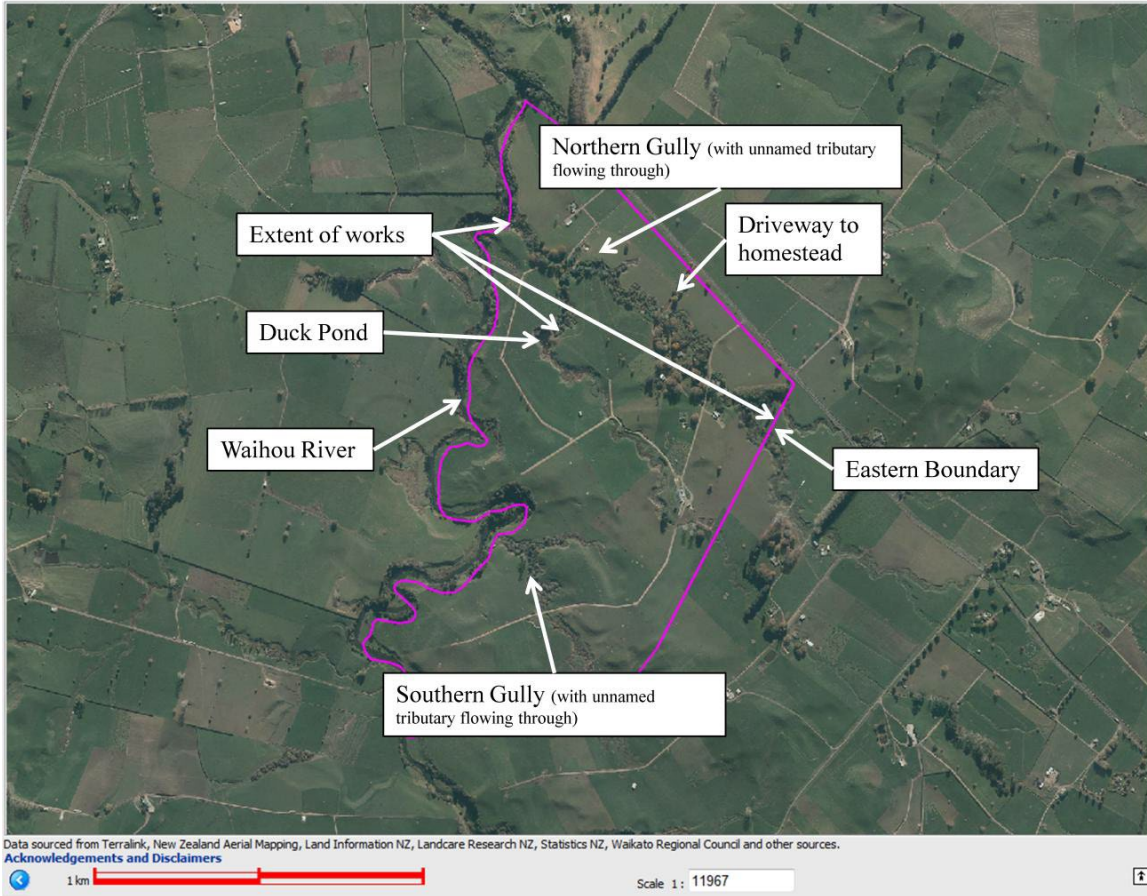 Northern Gully (with unnamed tributary
flowing through)
Extent of works
Driveway to
homestead
Duck Pond
Waihou River
Eastern Boundary
Southern Gully (with unnamed
tributary flowing through)
Data sourced from Terralink, New Zealand Aerial Mapping, Land Information NZ, Landcare Research NZ, Statistics NZ, Waikato Regional Council and other sources.
Acknowledgements and Disclaimers
1 km
Scale 1: 11967